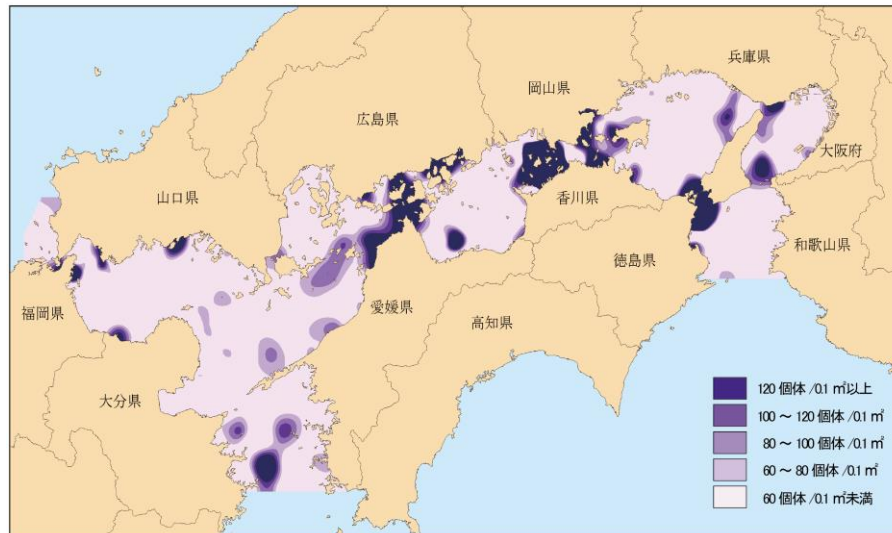 兵庫県
岡山県
広島県
大阪府
山口県
香川県
和歌山県
徳島県
福岡県
愛媛県
高知県
大分県
120 個体 /0.1 ㎡以上
100 ～ 120 個体 /0.1 ㎡
80 ～ 100 個体 /0.1 ㎡
60 ～ 80 個体 /0.1 ㎡
60 個体 /0.1 ㎡未満